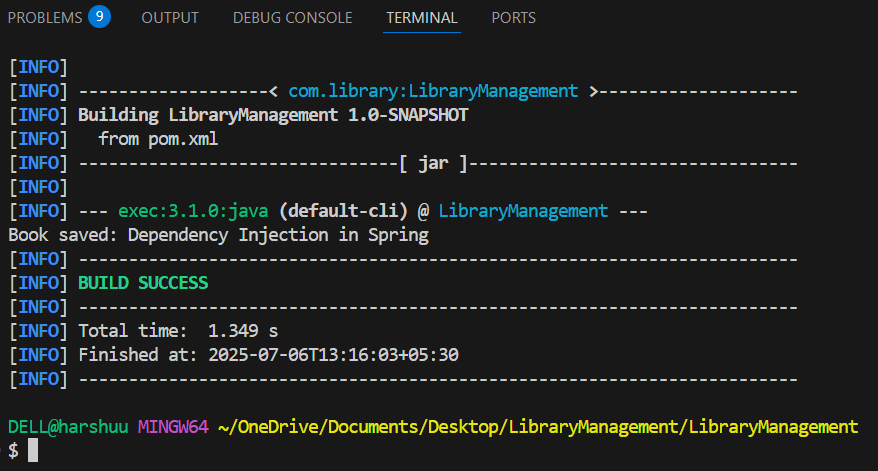 PROBLEMS 9 OUTPUT DEBUG CONSOLE TERMINAL PORTS
[INFO]
[INFO] -------------------< com.library:LibraryManagement >--------------------
[INFO] Building LibraryManagement 1.0-SNAPSHOT
[INFO]   from pom.xml
[INFO] --------------------------------[ jar ]---------------------------------
[INFO]
[INFO] --- exec:3.1.0:java (default-cli) @ LibraryManagement ---
Book saved: Dependency Injection in Spring
[INFO] ------------------------------------------------------------------------
[INFO] BUILD SUCCESS
[INFO] ------------------------------------------------------------------------
[INFO] Total time:  1.349 s
[INFO] Finished at: 2025-07-06T13:16:03+05:30
[INFO] ------------------------------------------------------------------------
DELL@harshuu MINGW64 ~/OneDrive/Documents/Desktop/LibraryManagement/LibraryManagement
$